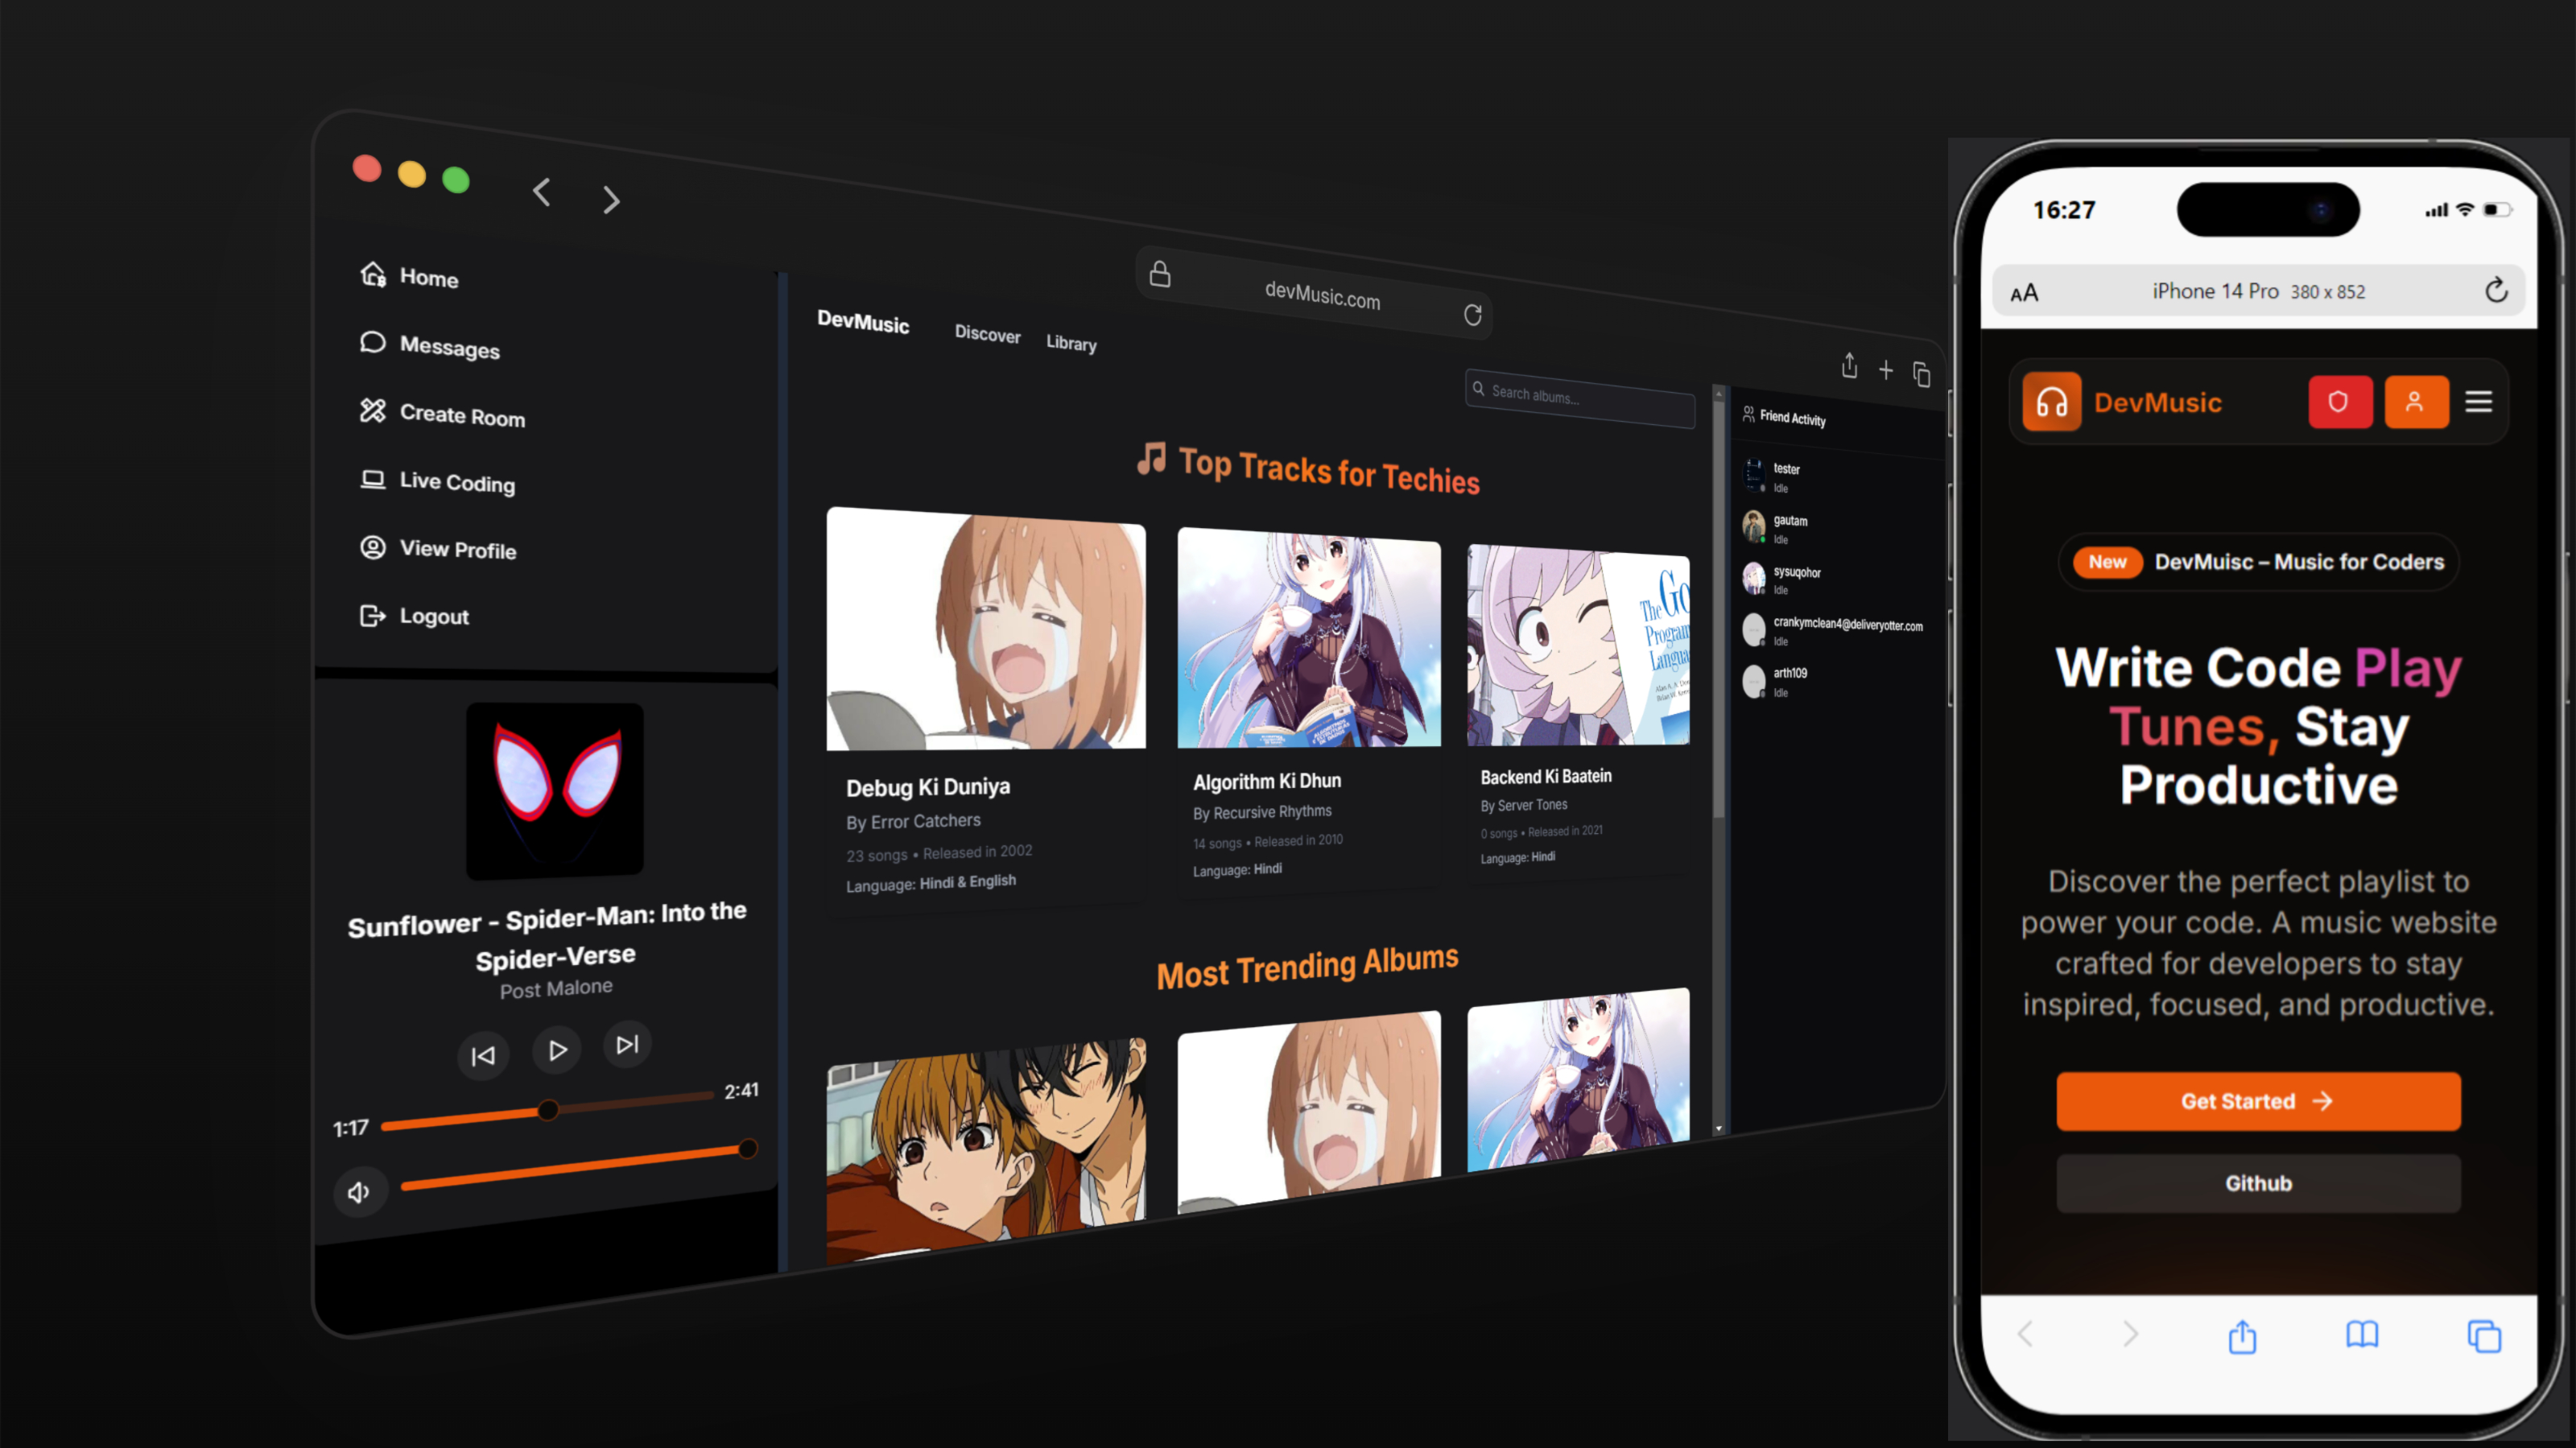 devMusic.com
Home
Messages
Create Room
Live Coding
View Profile
Logout
Sunflower - Spider-Man: Into the
Spider-Verse
Post Malone
1:17
2:41
DevMusic
Discover
Library
Search albums...
Top Tracks for Techies
Debug Ki Duniya
By Error Catchers
23 songs • Released in 2002
Language: Hindi & English
Algorithm Ki Dhun
By Recursive Rhythms
14 songs • Released in 2010
Language: Hindi
The GO
Program
Langua
Backend Ki Baatein
By Server Tones
0 songs • Released in 2021
Language: Hindi
Most Trending Albums
Friend Activity
tester
Idle
gautam
Idle
sysuqohor
Idle
crankymclean4@deliveryotter.com
Idle
arth109
Idle
16:27
AA
iPhone 14 Pro 380 x 852
DevMusic
New DevMuisc – Music for Coders
Write Code Play
Tunes, Stay
Productive
Discover the perfect playlist to
power your code. A music website
crafted for developers to stay
inspired, focused, and productive.
Get Started →
Github